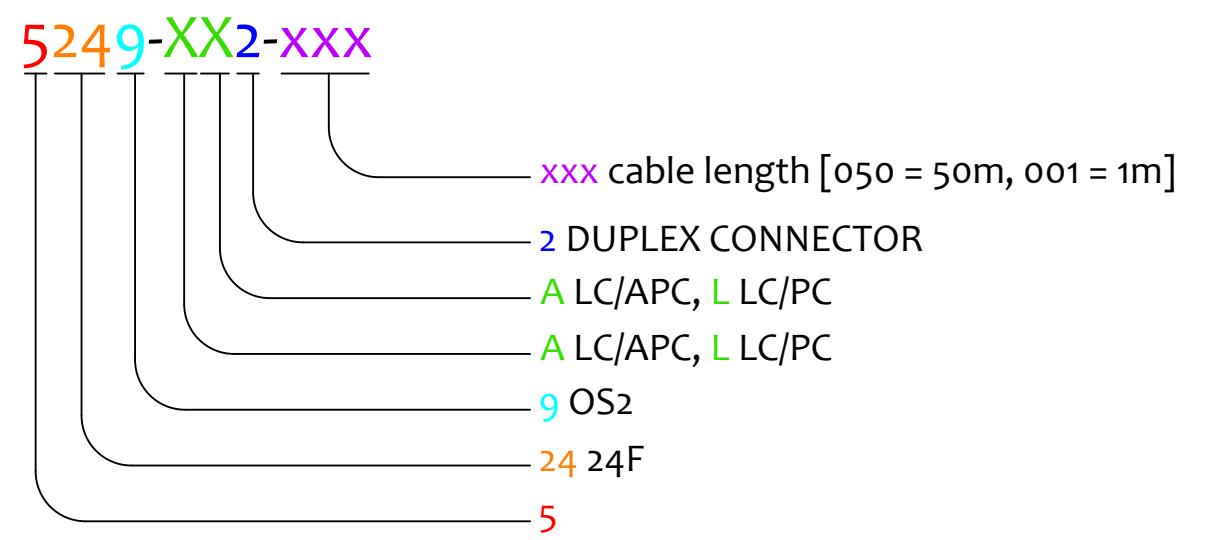 5249-XX2-xxx
xxx cable length [050 = 50m, 001 = 1m]
2 DUPLEX CONNECTOR
A LC/APC, L LC/PC
A LC/APC, L LC/PC
9 OS2
24 24F
5